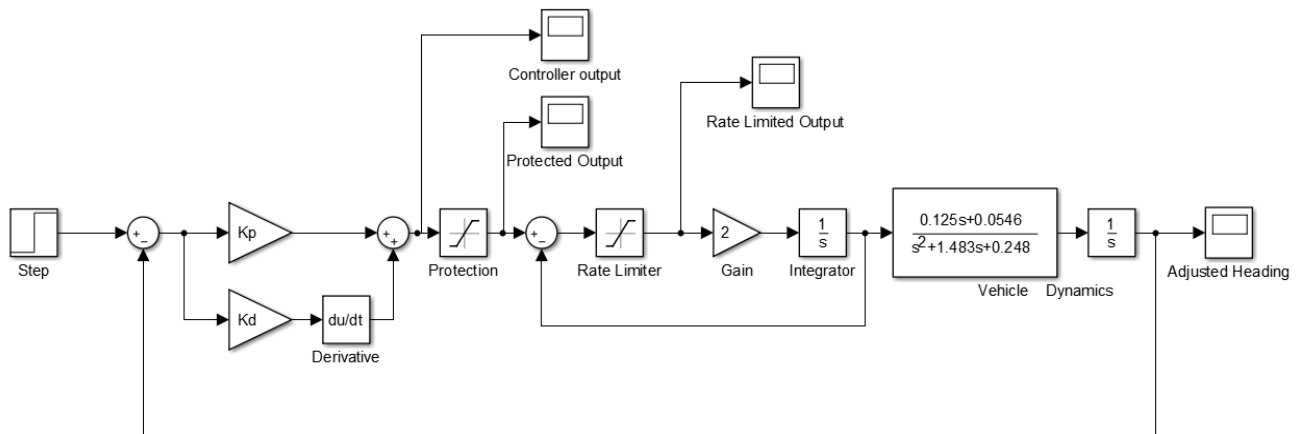 Controller output
Protected Output
Rate Limited Output
Step
+
−
Kp
Kd
du/dt
Derivative
+
+
Protection
+
−
Rate Limiter
2
Gain
1
s
Integrator
0.125s+0.0546
s²+1.483s+0.248
Vehicle Dynamics
1
s
Adjusted Heading